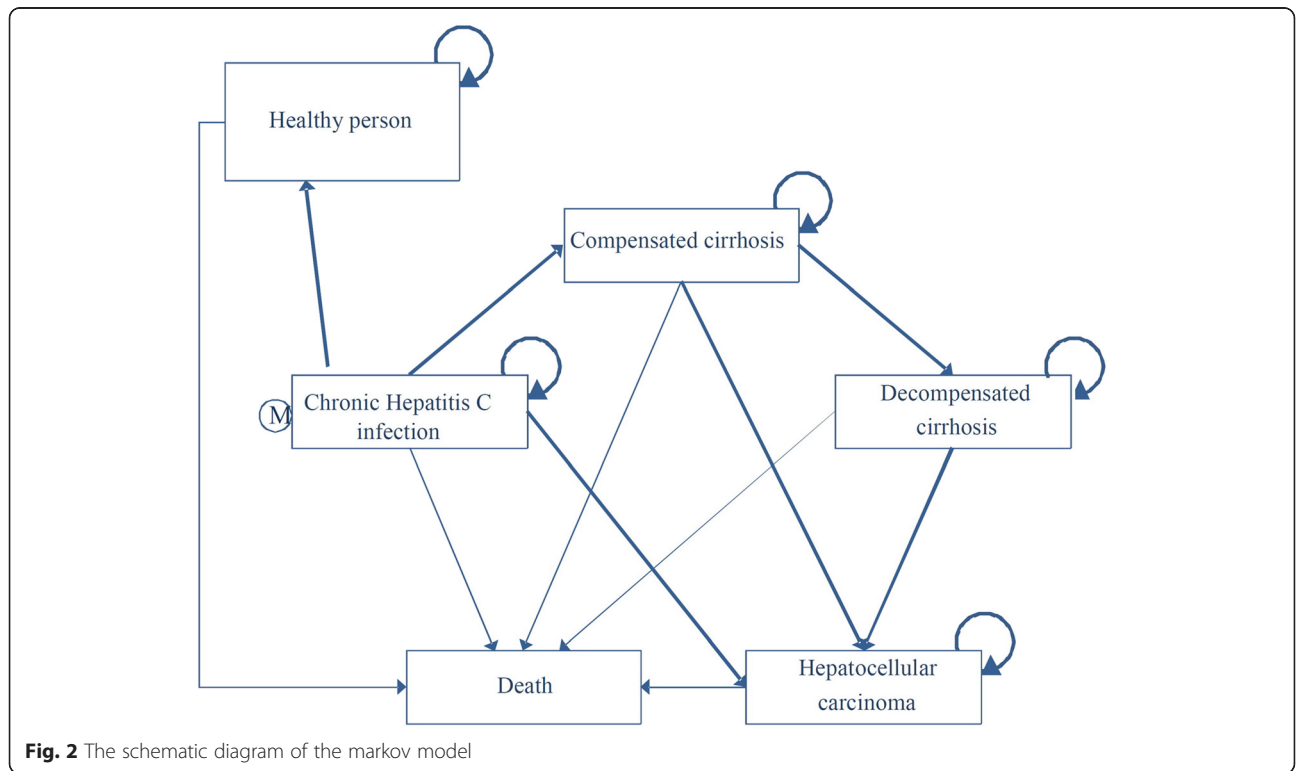 Healthy person
Compensated cirrhosis
M
Chronic Hepatitis C
infection
Decompensated
cirrhosis
Death
Hepatocellular
carcinoma
Fig. 2 The schematic diagram of the markov model